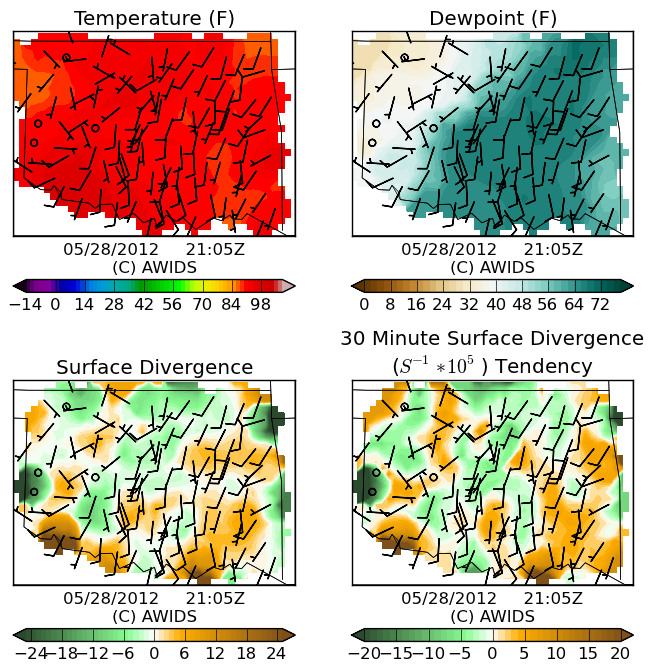 Temperature (F)
Dewpoint (F)
05/28/2012 21:05Z
(C) AWIDS
05/28/2012 21:05Z
(C) AWIDS
−14 0 14 28 42 56 70 84 98
0 8 16 24 32 40 48 56 64 72
Surface Divergence
30 Minute Surface Divergence
(S⁻¹ *10⁵ ) Tendency
05/28/2012 21:05Z
(C) AWIDS
05/28/2012 21:05Z
(C) AWIDS
−24 −18 −12 −6 0 6 12 18 24
−20 −15 −10 −5 0 5 10 15 20